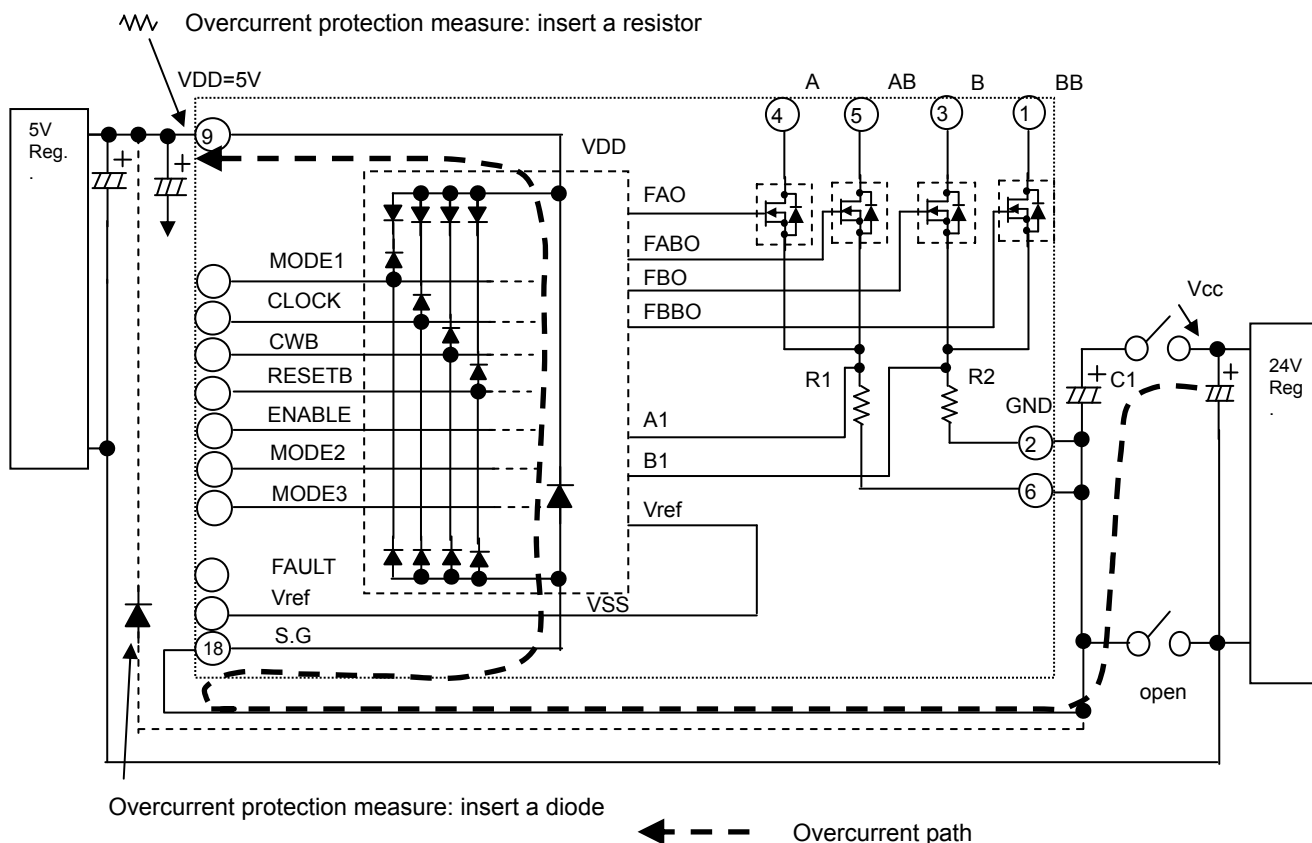 Overcurrent protection measure: insert a resistor
VDD=5V
A
AB
B
BB
5V
Reg.
.
9
4
5
3
1
VDD
FAO
FABO
FBO
FBBO
MODE1
CLOCK
CWB
RESETB
ENABLE
MODE2
MODE3
FAULT
Vref
S.G
18
VSS
A1
B1
Vref
R1
R2
GND
2
6
C1
Vcc
24V
Reg
.
+
+
+
+
open
Overcurrent protection measure: insert a diode
Overcurrent path